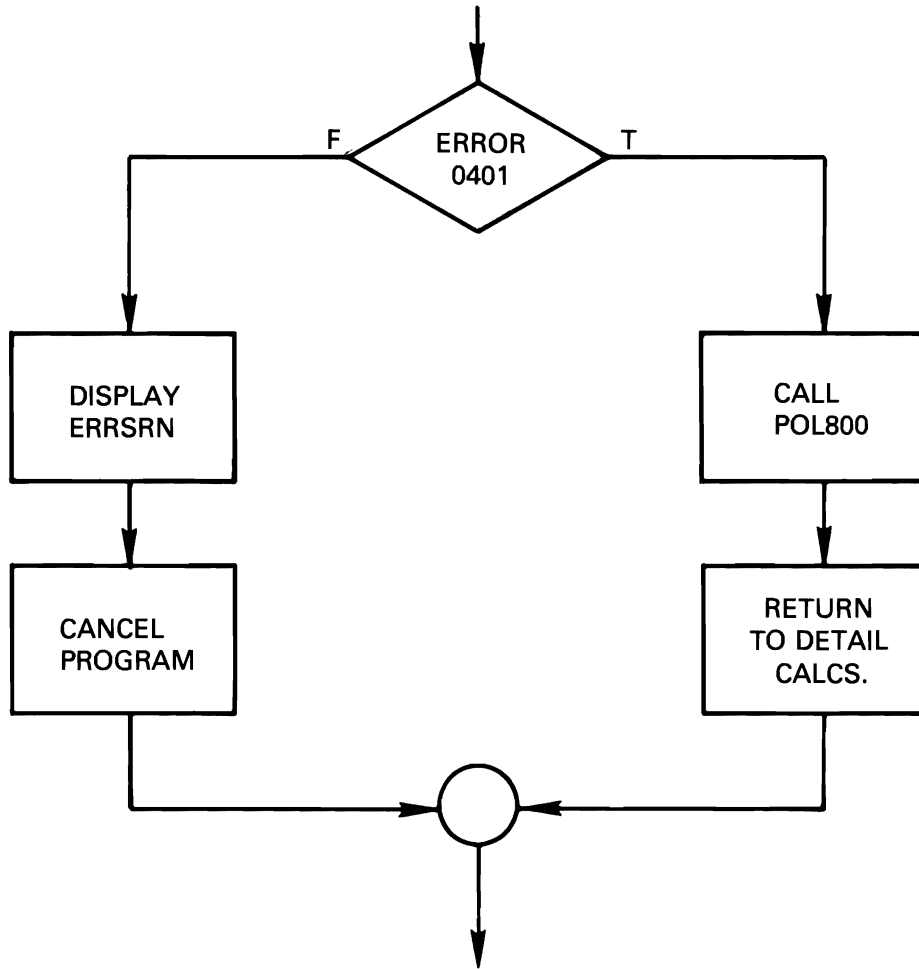 ERROR
0401
F
T
DISPLAY
ERRSRN
CANCEL
PROGRAM
CALL
POL800
RETURN
TO DETAIL
CALCS.